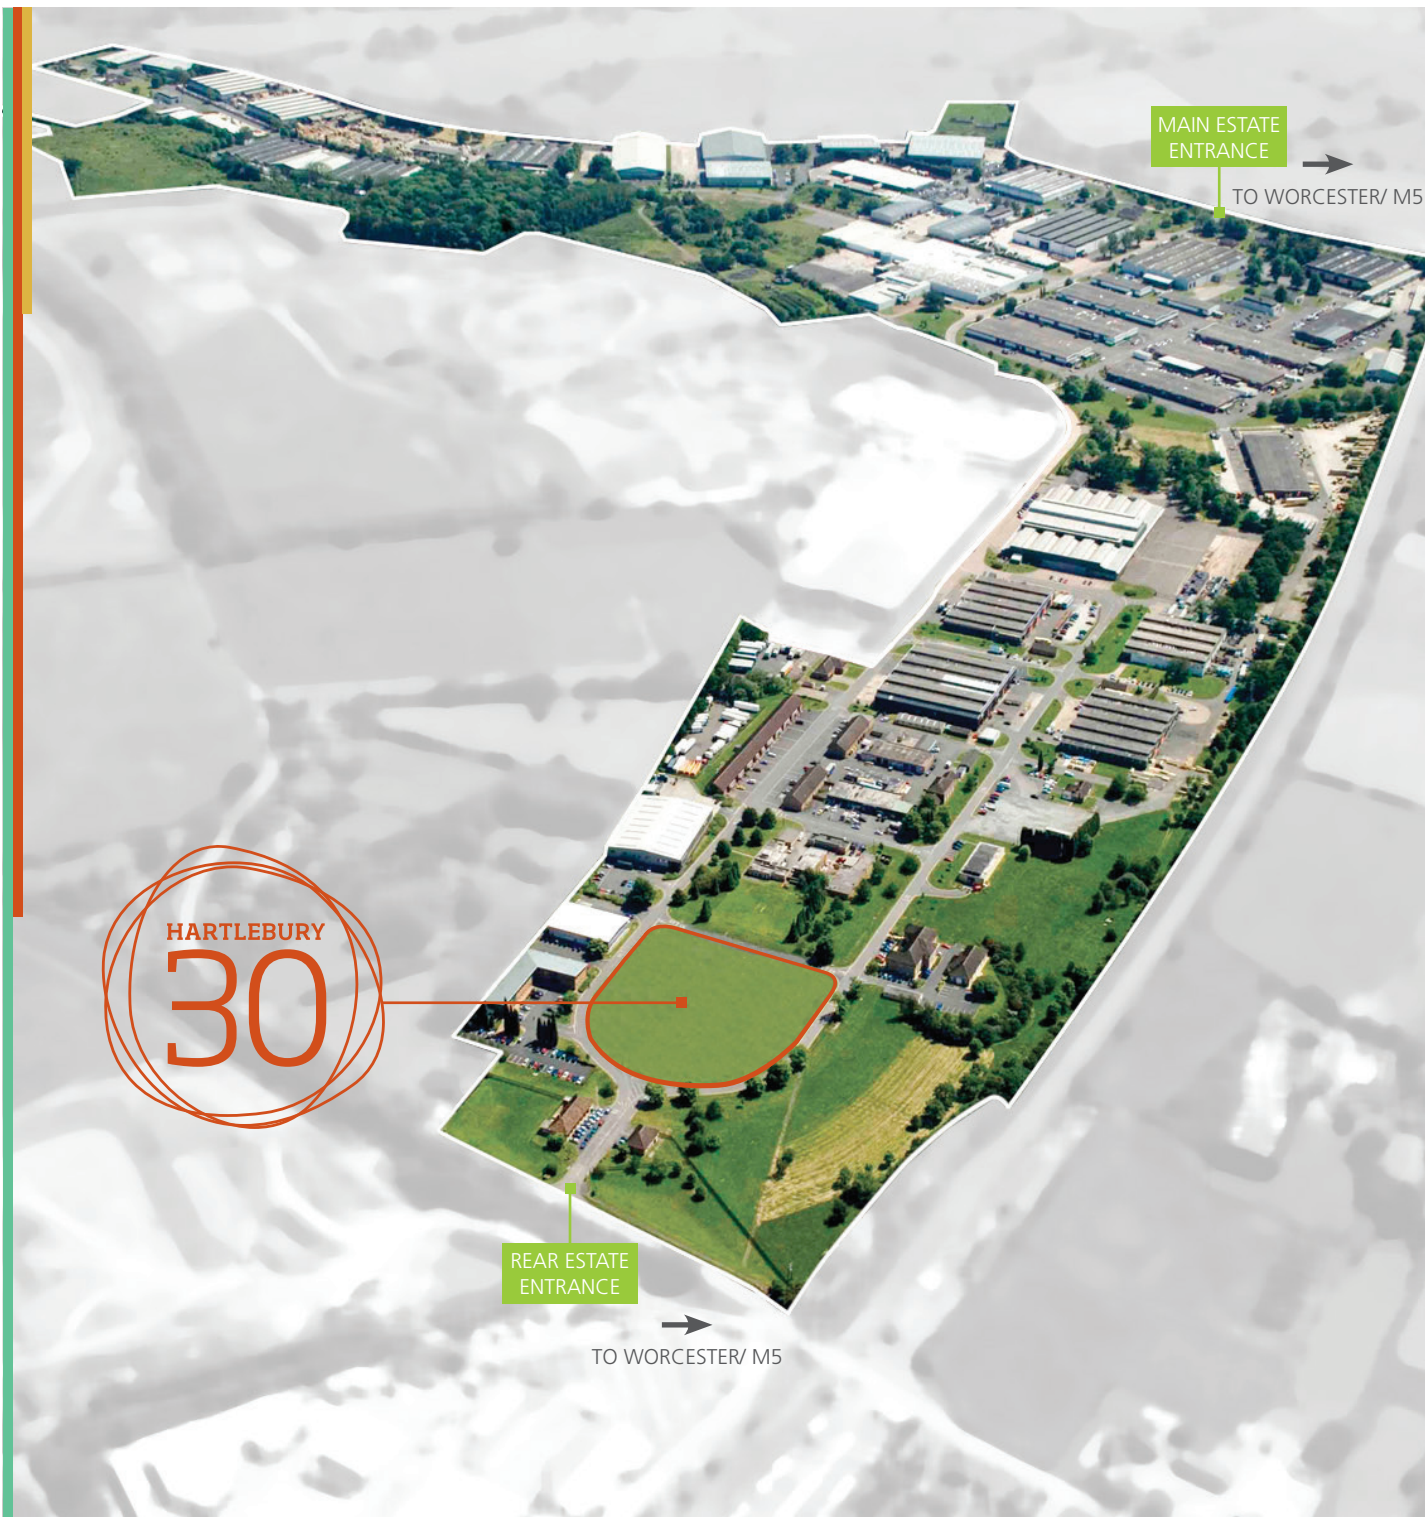 MAIN ESTATE
ENTRANCE
TO WORCESTER/ M5
HARTLEBURY
30
REAR ESTATE
ENTRANCE
TO WORCESTER/ M5